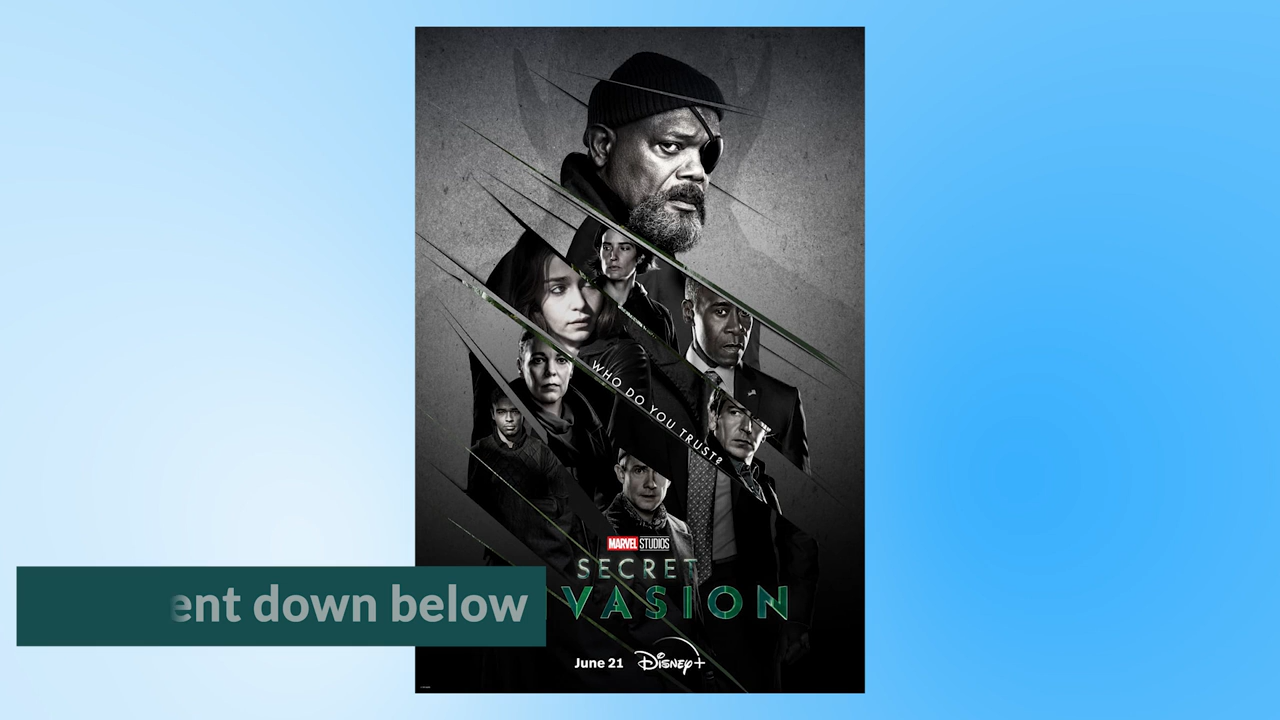 WHO DO YOU TRUST?
MARVEL STUDIOS
SECRET
VASION
ent down below
June 21 Disney+